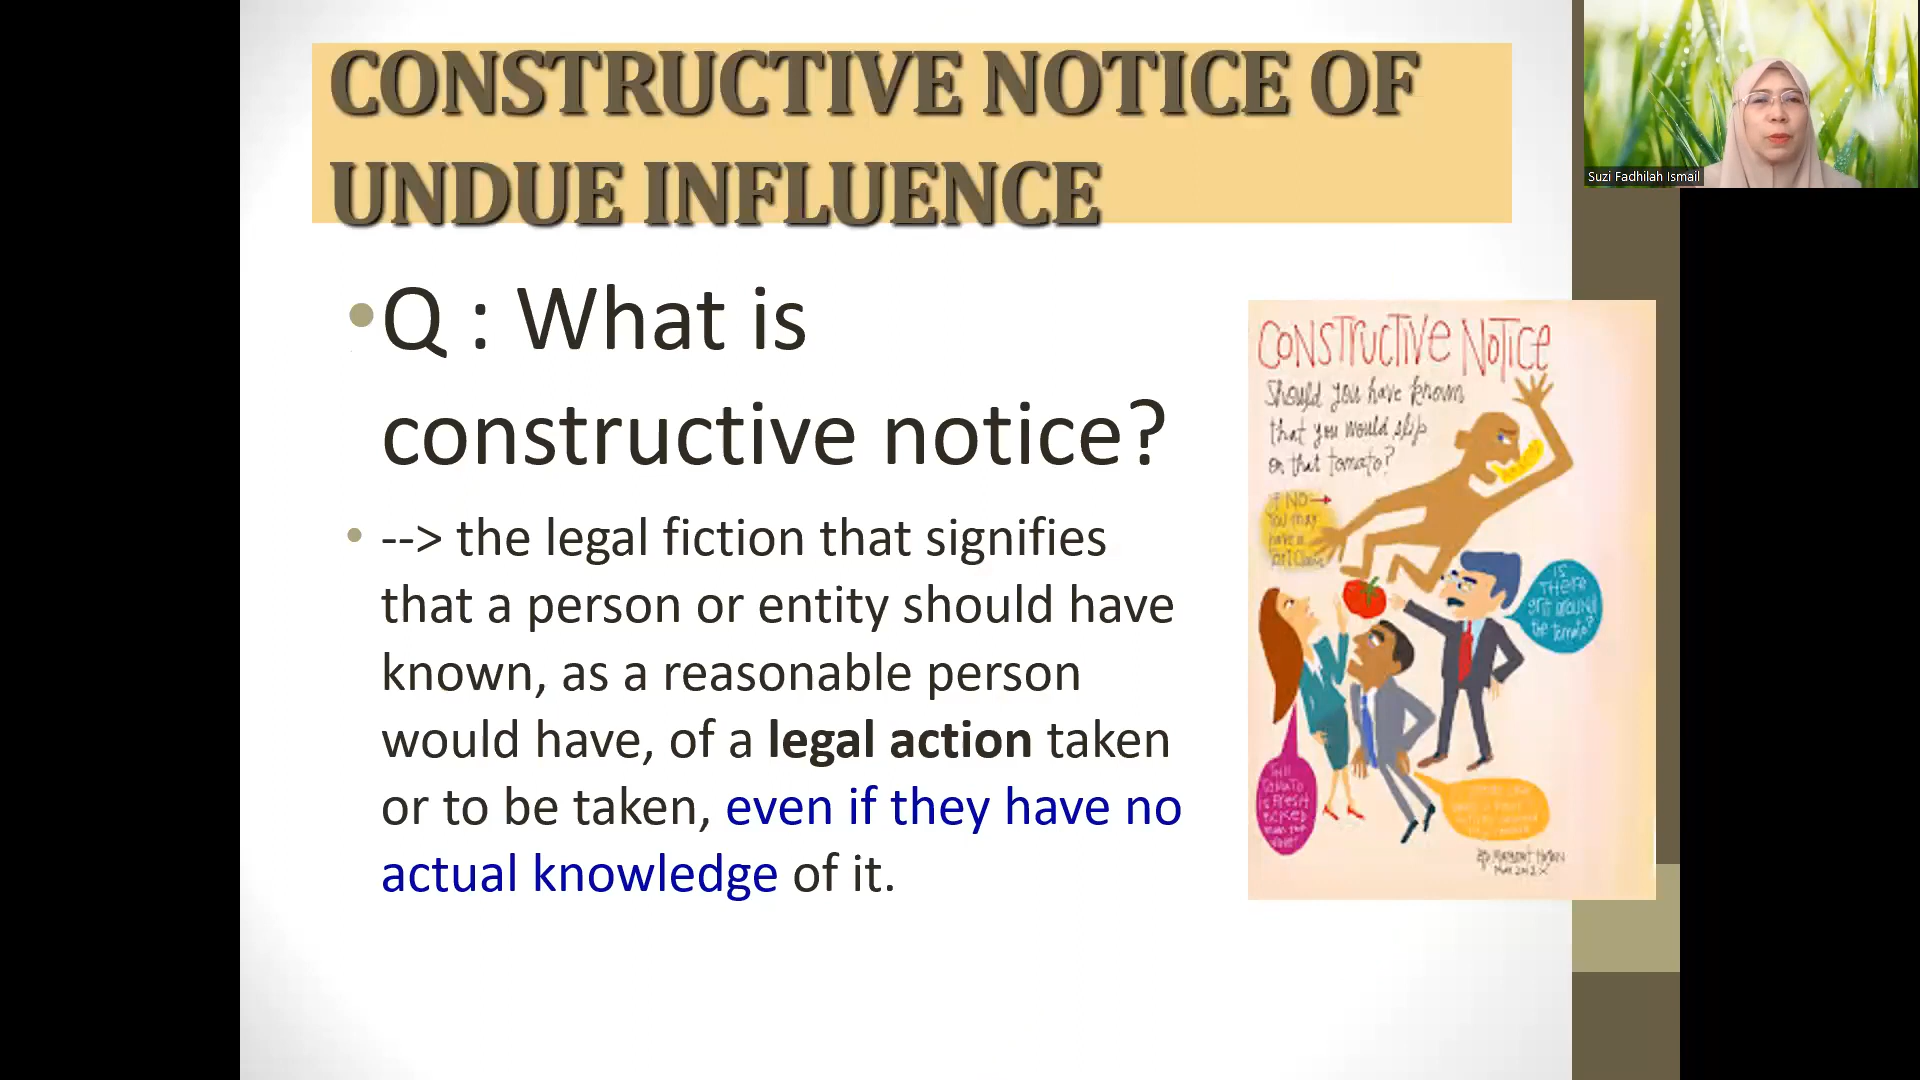 CONSTRUCTIVE NOTICE OF
UNDUE INFLUENCE
Suzi Fadhilah Ismail
•Q : What is
constructive notice?
• --> the legal fiction that signifies
that a person or entity should have
known, as a reasonable person
would have, of a legal action taken
or to be taken, even if they have no
actual knowledge of it.
CONSTRUCTIVE NOTICE
Should you have known
that you would slip
on that tomato?
if NO→
You may
have a
IS
THERE
grit around
the tomato?